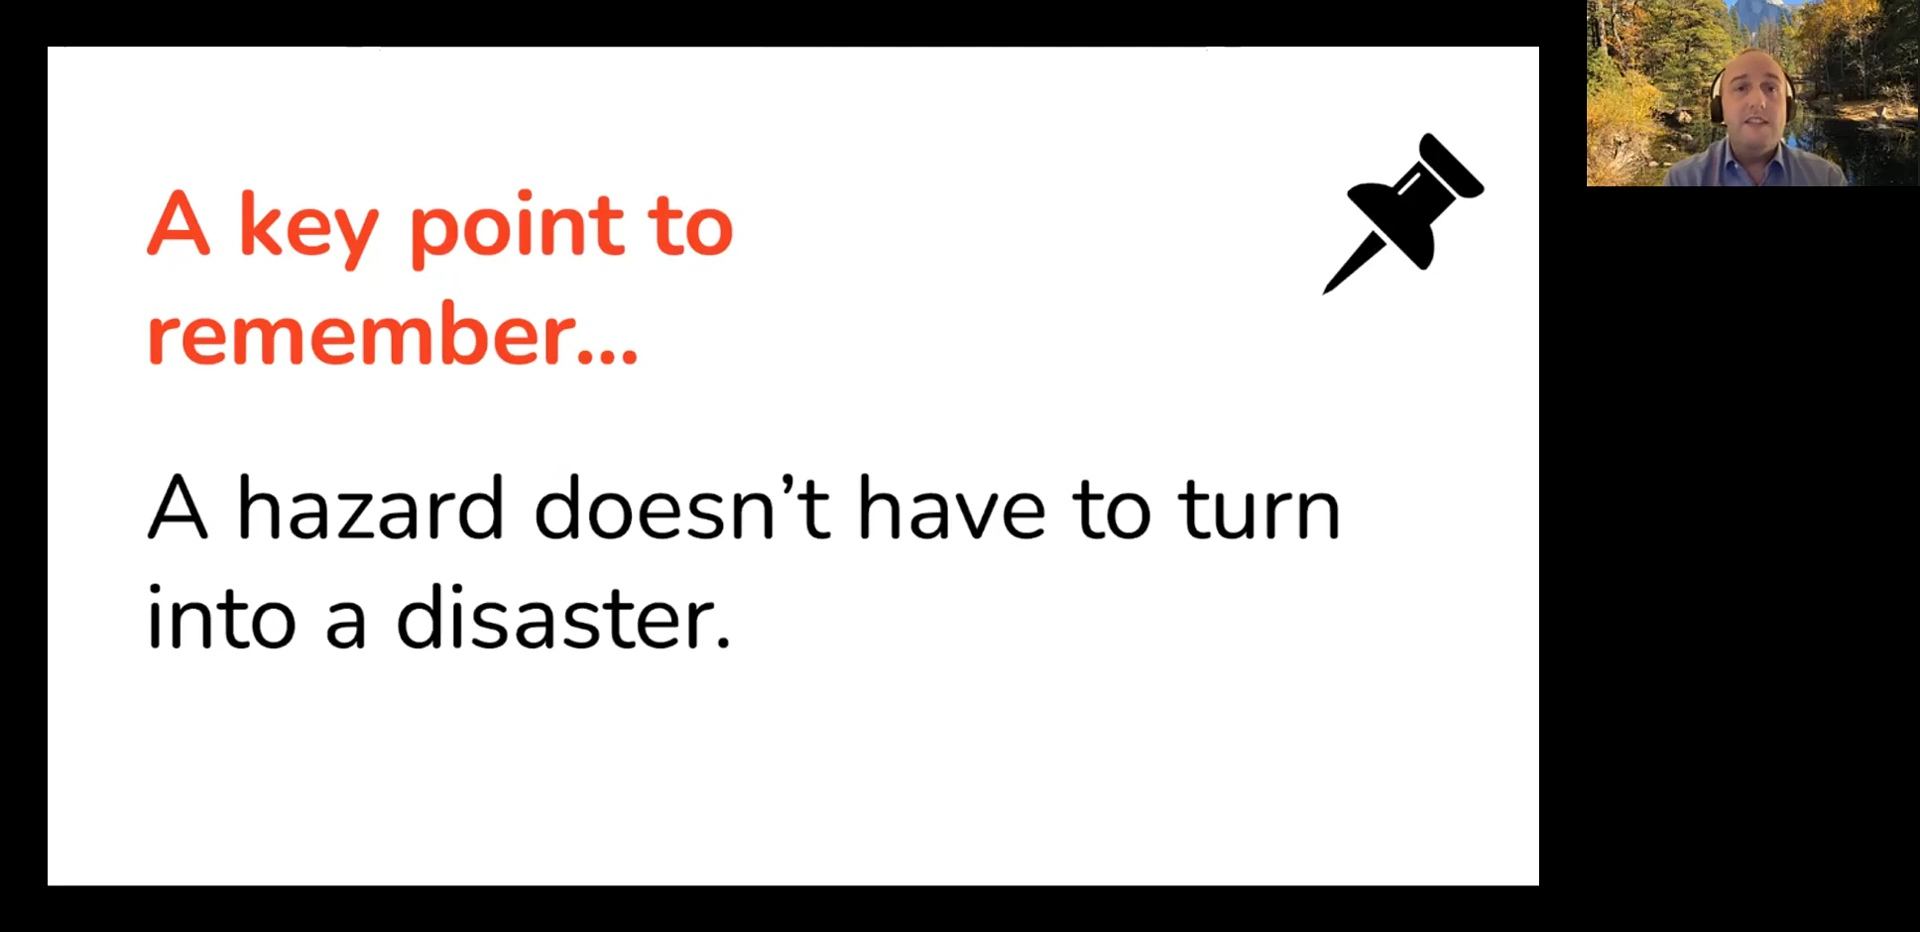 A key point to
remember...
A hazard doesn’t have to turn
into a disaster.